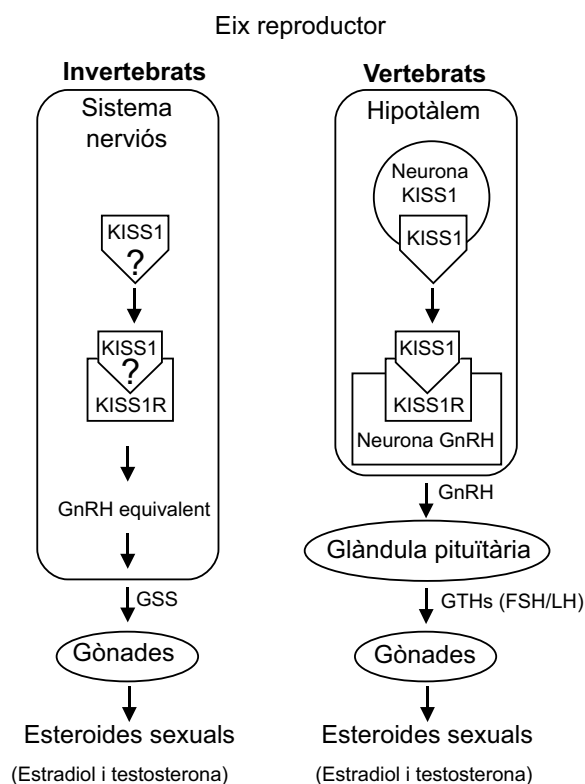 Eix reproductor
Invertebrats
Sistema
nerviós
KISS1
?
KISS1
?
KISS1R
GnRH equivalent
GSS
Gònades
Esteroides sexuals
(Estradiol i testosterona)
Vertebrats
Hipotàlem
Neurona
KISS1
KISS1
KISS1
KISS1R
Neurona GnRH
GnRH
Glàndula pituïtària
GTHs (FSH/LH)
Gònades
Esteroides sexuals
(Estradiol i testosterona)